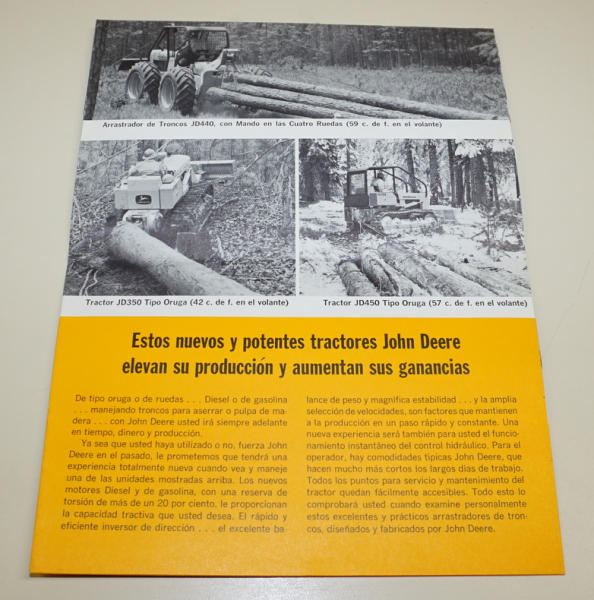 Arrastrador de Troncos JD440, con Mando en las Cuatro Ruedas (59 c. de f. en el volante)
Tractor JD350 Tipo Oruga (42 c. de f. en el volante)
Tractor JD450 Tipo Oruga (57 c. de f. en el volante)
Estos nuevos y potentes tractores John Deere
elevan su producción y aumentan sus ganancias
De tipo oruga o de ruedas . . . Diesel o de gasolina
. . . manejando troncos para aserrar o pulpa de ma-
dera . . . con John Deere usted irá siempre adelante
en tiempo, dinero y producción.
Ya sea que usted haya utilizado o no, fuerza John
Deere en el pasado, le prometemos que tendrá una
experiencia totalmente nueva cuando vea y maneje
una de las unidades mostradas arriba. Los nuevos
motores Diesel y de gasolina, con una reserva de
torsión de más de un 20 por ciento, le proporcionan
la capacidad tractiva que usted desea. El rápido y
eficiente inversor de dirección . . . el excelente ba-
lance de peso y magnífica estabilidad . . . y la amplia
selección de velocidades, son factores que mantienen
a la producción en un paso rápido y constante. Una
nueva experiencia será también para usted el funcio-
namiento instantáneo del control hidráulico. Para el
operador, hay comodidades típicas John Deere, que
hacen mucho más cortos los largos días de trabajo.
Todos los puntos para servicio y mantenimiento del
tractor quedan fácilmente accesibles. Todo esto lo
comprobará usted cuando examine personalmente
estos excelentes y prácticos arrastradores de tron-
cos, diseñados y fabricados por John Deere.